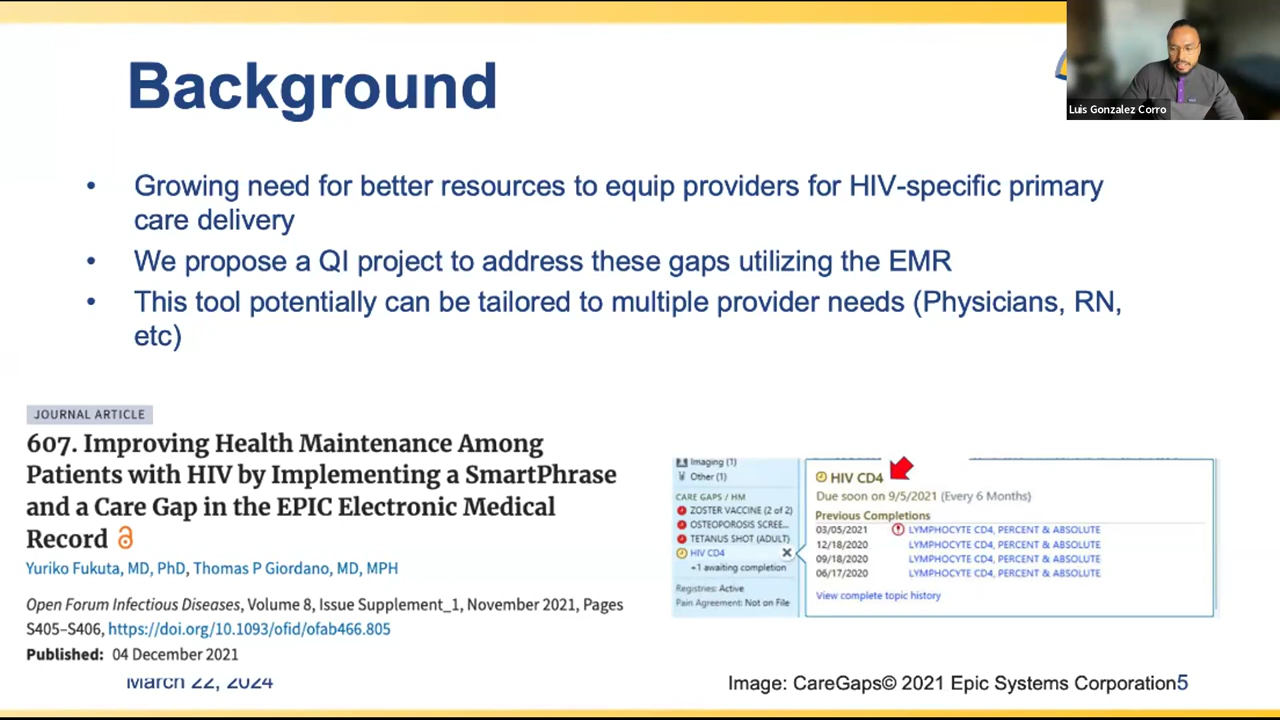 Background
Luis Gonzalez Corro
• Growing need for better resources to equip providers for HIV-specific primary
care delivery
• We propose a QI project to address these gaps utilizing the EMR
• This tool potentially can be tailored to multiple provider needs (Physicians, RN,
etc)
JOURNAL ARTICLE
607. Improving Health Maintenance Among
Patients with HIV by Implementing a SmartPhrase
and a Care Gap in the EPIC Electronic Medical
Record
Yuriko Fukuta, MD, PhD, Thomas P Giordano, MD, MPH
Open Forum Infectious Diseases, Volume 8, Issue Supplement_1, November 2021, Pages
S405–S406, https://doi.org/10.1093/ofid/ofab466.805
Published: 04 December 2021
Imaging (1)
Other (1)
CARE GAPS / HM
ZOSTER VACCINE (2 of 2)
OSTEOPOROSIS SCREE...
TETANUS SHOT (ADULT)
HIV CD4
+1 awaiting completion
Registries: Active
Pain Agreement: Not on File
HIV CD4
Due soon on 9/5/2021 (Every 6 Months)
Previous Completions
03/05/2021 LYMPHOCYTE CD4, PERCENT & ABSOLUTE
12/18/2020 LYMPHOCYTE CD4, PERCENT & ABSOLUTE
09/18/2020 LYMPHOCYTE CD4, PERCENT & ABSOLUTE
06/17/2020 LYMPHOCYTE CD4, PERCENT & ABSOLUTE
View complete topic history
March 22, 2024
Image: CareGaps© 2021 Epic Systems Corporation5